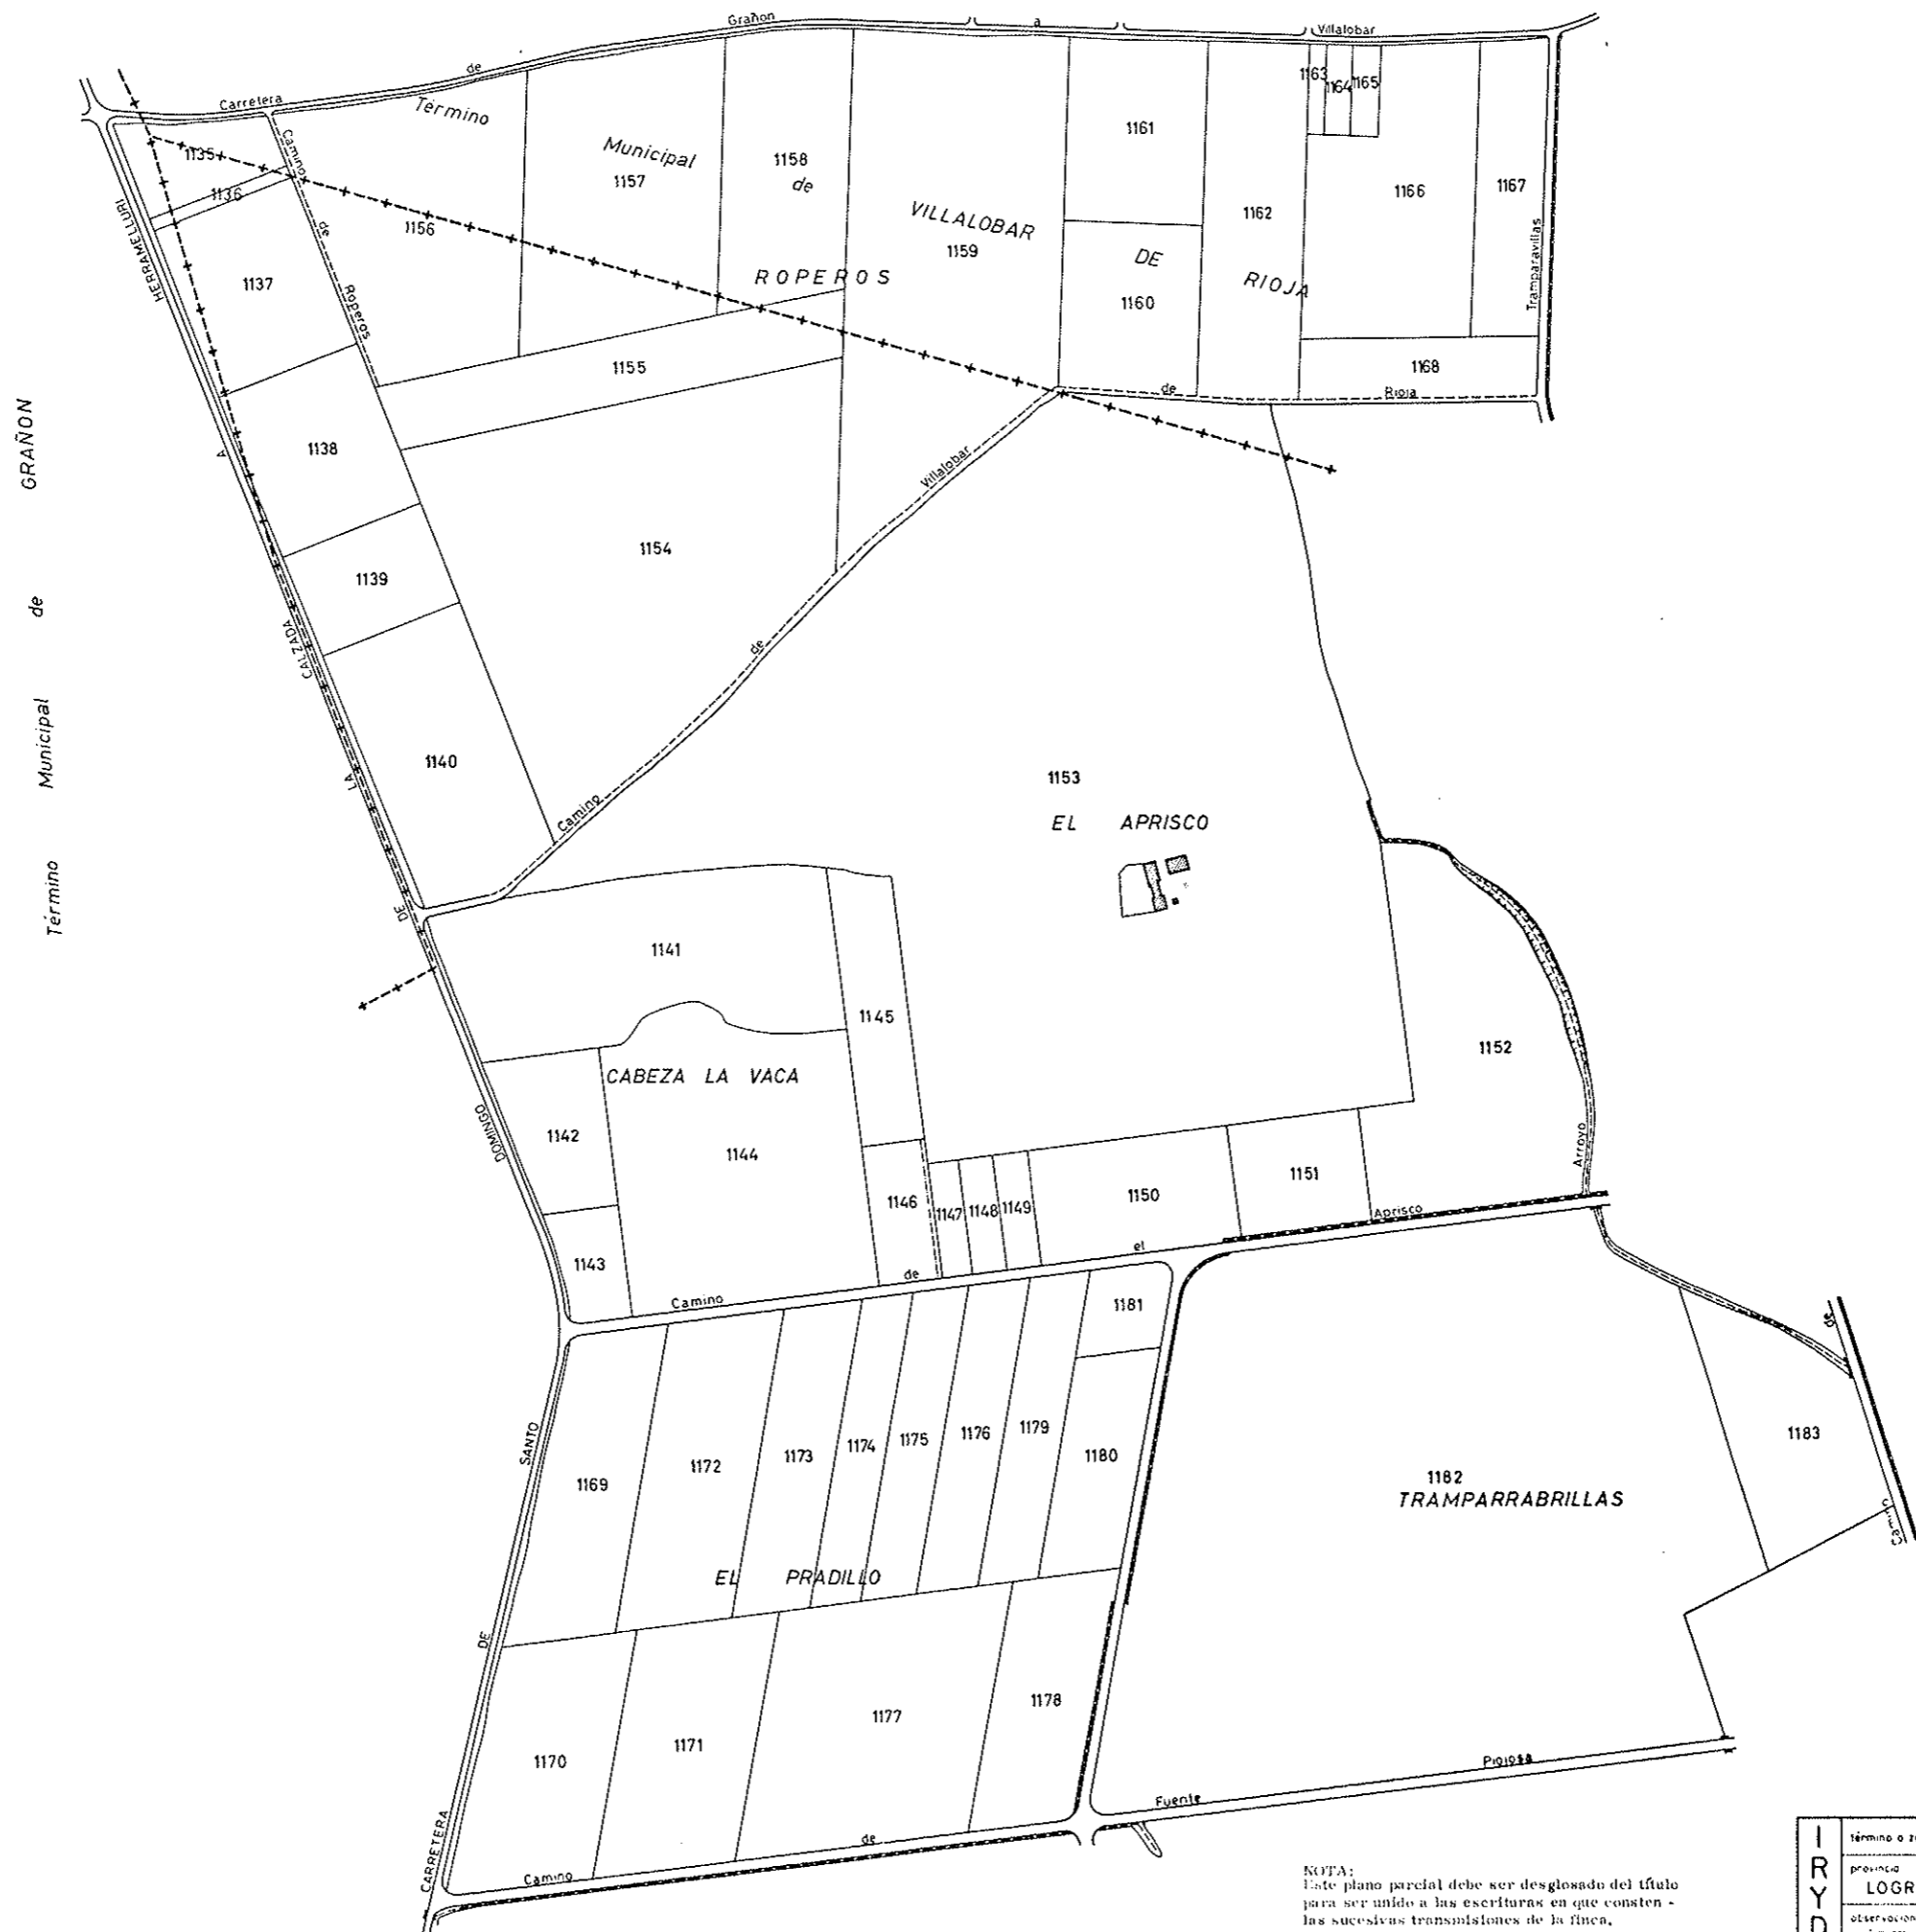 Carretera de Grañon a Villalobar
Término Municipal de VILLALOBAR DE RIOJA
Término Municipal de GRAÑON
CARRETERA DE SANTO DOMINGO DE LA CALZADA A HERRAMELLURI
Camino de Roperos
ROPEROS
Tramparavillas
Camino de Villalobar de Rioja
1135
1136
1137
1138
1139
1140
1156
1157
1158
1159
1161
1160
1162
1163
1164
1165
1166
1167
1168
1155
1154
1153
EL APRISCO
1141
1145
CABEZA LA VACA
1142
1144
1143
1146
1147
1148
1149
1150
1151
1152
Arroyo
Camino de el Aprisco
1181
1169
1172
1173
1174
1175
1176
1179
1180
EL PRADILLO
1170
1171
1177
1178
1182
TRAMPARRABRILLAS
1183
Camino de
Camino de Fuente Piojosa
NOTA:
Este plano parcial debe ser desglosado del título
para ser unido a las escrituras en que consten -
las sucesivas transmisiones de la finca.
IRYD
término o
provincia
LOGR